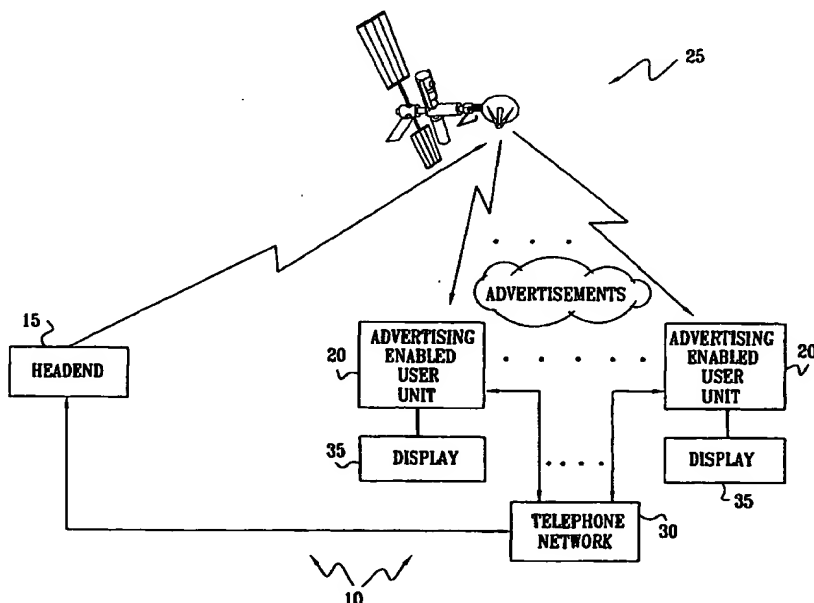 25
ADVERTISEMENTS
15
HEADEND
20
ADVERTISING
ENABLED
USER
UNIT
ADVERTISING
ENABLED
USER
UNIT
20
35
DISPLAY
DISPLAY
35
TELEPHONE
NETWORK
30
10